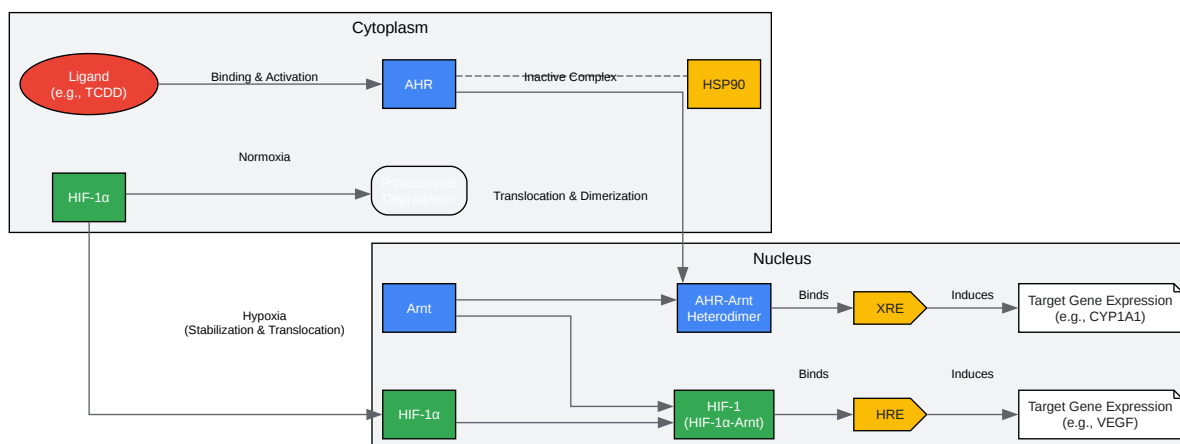 Cytoplasm
Ligand
(e.g., TCDD)
Binding & Activation
AHR
Inactive Complex
HSP90
Normoxia
HIF-1α
Proteasomal
Degradation
Translocation & Dimerization
Nucleus
Hypoxia
(Stabilization & Translocation)
Arnt
AHR-Arnt
Heterodimer
Binds
XRE
Induces
Target Gene Expression
(e.g., CYP1A1)
HIF-1α
HIF-1
(HIF-1α-Arnt)
Binds
HRE
Induces
Target Gene Expression
(e.g., VEGF)